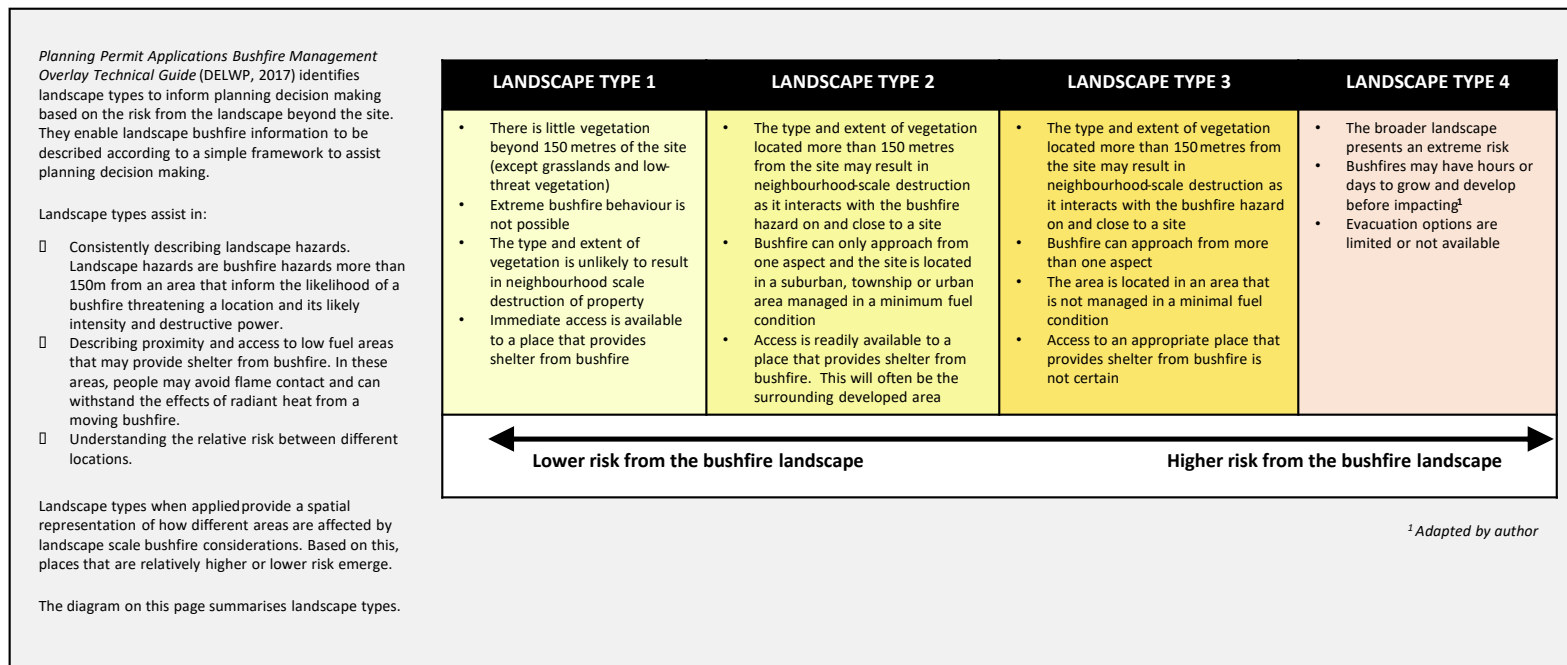 Planning Permit Applications Bushfire Management
Overlay Technical Guide (DELWP, 2017) identifies
landscape types to inform planning decision making
based on the risk from the landscape beyond the site.
They enable landscape bushfire information to be
described according to a simple framework to assist
planning decision making.
Landscape types assist in:
Consistently describing landscape hazards.
Landscape hazards are bushfire hazards more than
150m from an area that inform the likelihood of a
bushfire threatening a location and its likely
intensity and destructive power.
Describing proximity and access to low fuel areas
that may provide shelter from bushfire. In these
areas, people may avoid flame contact and can
withstand the effects of radiant heat from a
moving bushfire.
Understanding the relative risk between different
locations.
Landscape types when applied provide a spatial
representation of how different areas are affected by
landscape scale bushfire considerations. Based on this,
places that are relatively higher or lower risk emerge.
The diagram on this page summarises landscape types.
LANDSCAPE TYPE 1
• There is little vegetation
beyond 150 metres of the site
(except grasslands and low-
threat vegetation)
• Extreme bushfire behaviour is
not possible
• The type and extent of
vegetation is unlikely to result
in neighbourhood scale
destruction of property
• Immediate access is available
to a place that provides
shelter from bushfire
LANDSCAPE TYPE 2
• The type and extent of vegetation
located more than 150 metres
from the site may result in
neighbourhood-scale destruction
as it interacts with the bushfire
hazard on and close to a site
• Bushfire can only approach from
one aspect and the site is located
in a suburban, township or urban
area managed in a minimum fuel
condition
• Access is readily available to a
place that provides shelter from
bushfire. This will often be the
surrounding developed area
LANDSCAPE TYPE 3
• The type and extent of vegetation
located more than 150 metres from
the site may result in
neighbourhood-scale destruction as
it interacts with the bushfire hazard
on and close to a site
• Bushfire can approach from more
than one aspect
• The area is located in an area that
is not managed in a minimal fuel
condition
• Access to an appropriate place that
provides shelter from bushfire is
not certain
LANDSCAPE TYPE 4
• The broader landscape
presents an extreme risk
• Bushfires may have hours or
days to grow and develop
before impacting1
• Evacuation options are
limited or not available
Lower risk from the bushfire landscape
Higher risk from the bushfire landscape
1 Adapted by author